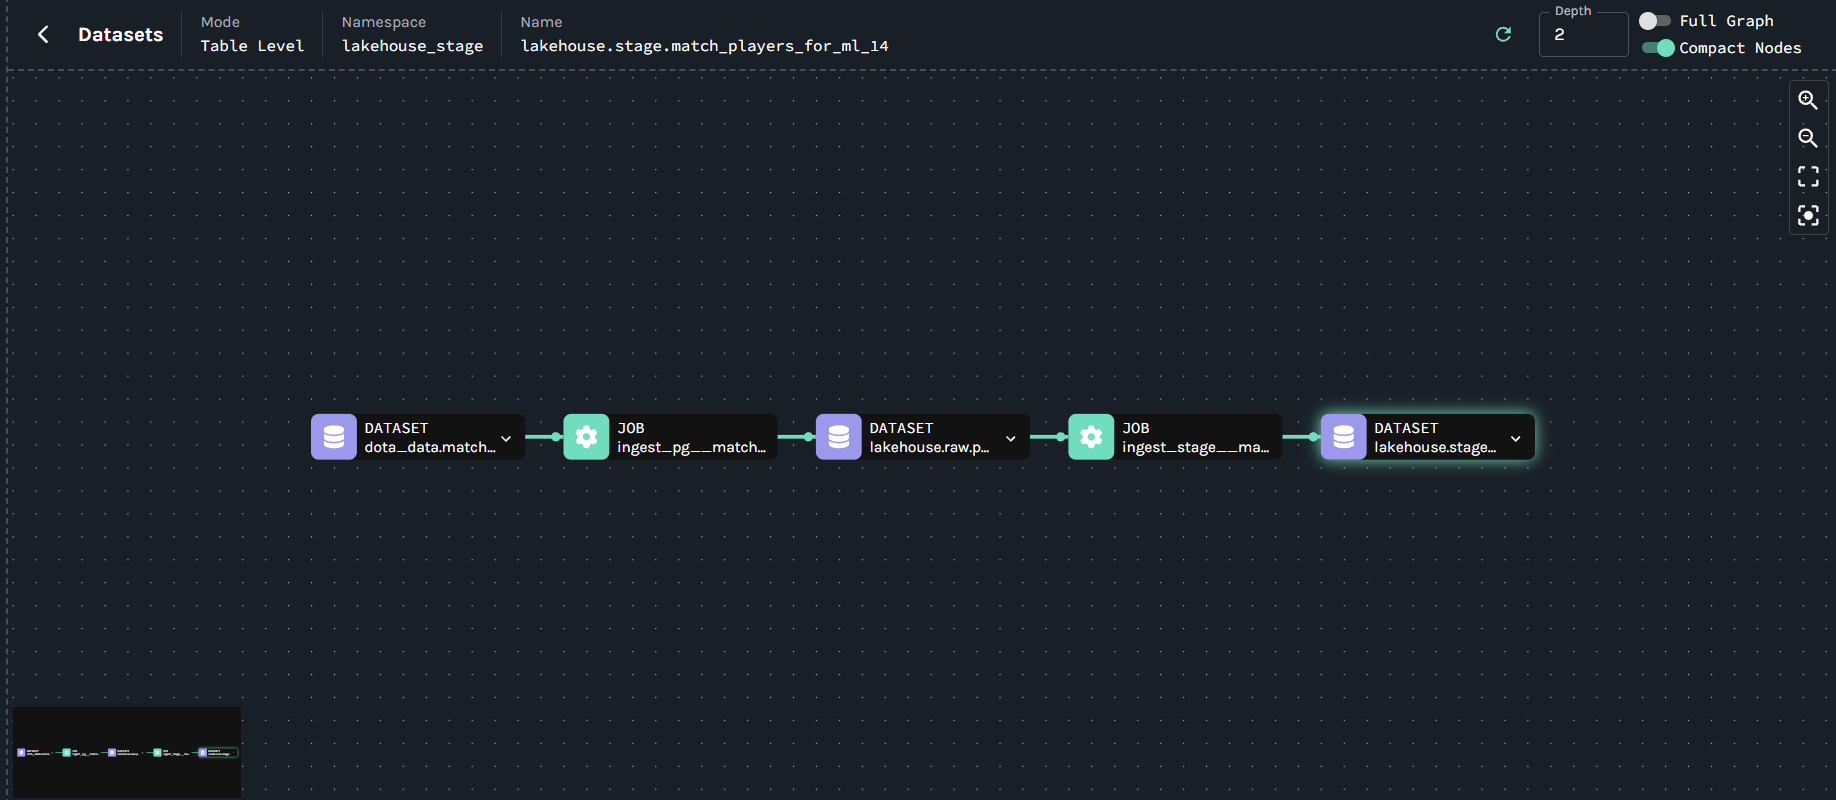 Datasets
Mode
Table Level
Namespace
lakehouse_stage
Name
lakehouse.stage.match_players_for_ml_14
Depth
2
Full Graph
Compact Nodes
DATASET
dota_data.match...
JOB
ingest_pg__match...
DATASET
lakehouse.raw.p...
JOB
ingest_stage__ma...
DATASET
lakehouse.stage...